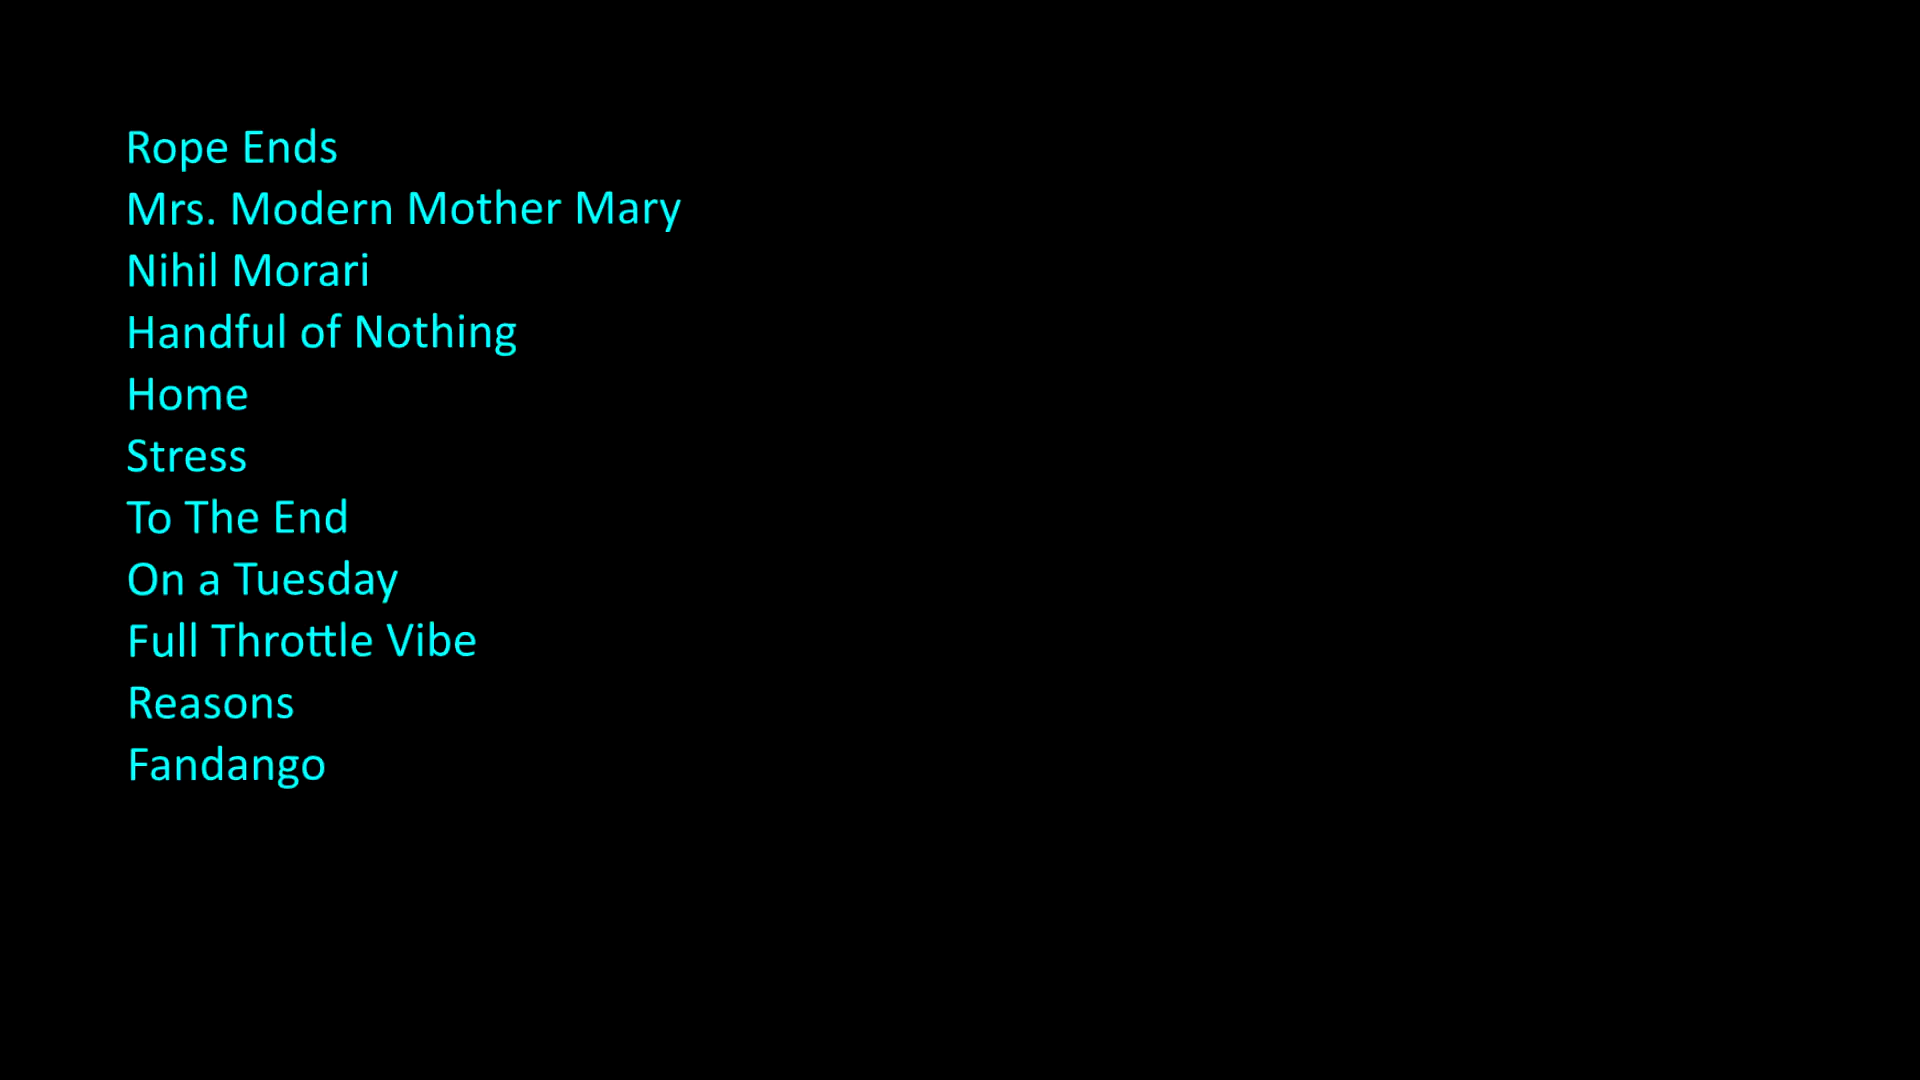 Rope Ends
Mrs. Modern Mother Mary
Nihil Morari
Handful of Nothing
Home
Stress
To The End
On a Tuesday
Full Throttle Vibe
Reasons
Fandango